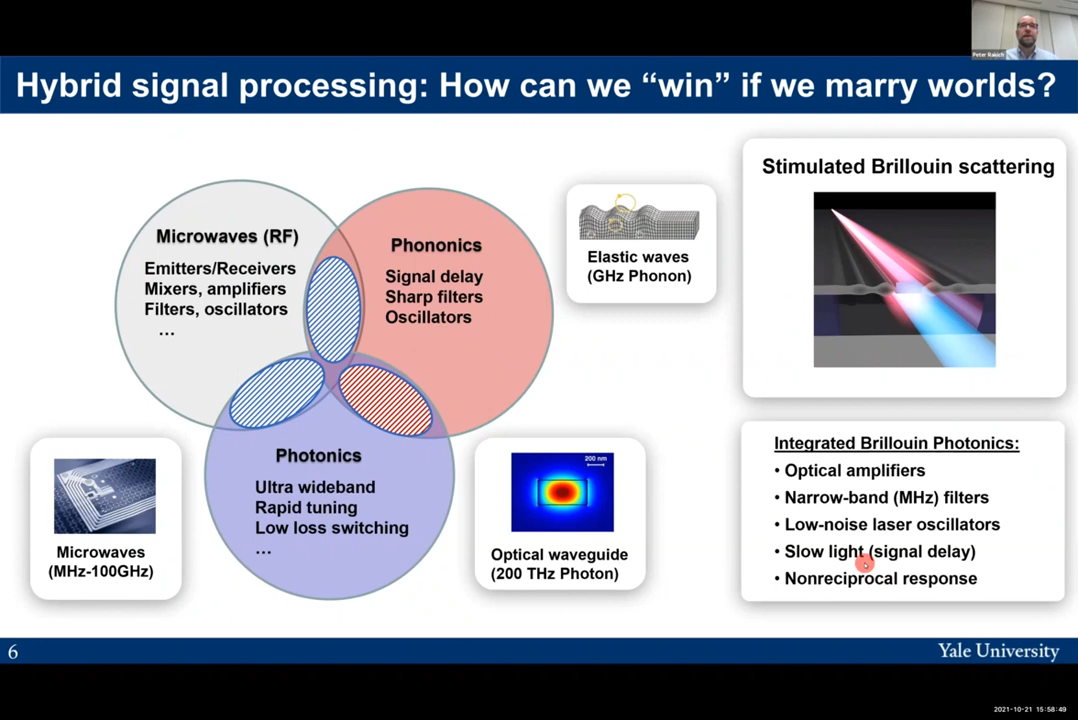 Peter Rakich
Hybrid signal processing: How can we “win” if we marry worlds?
Microwaves (RF)
Emitters/Receivers
Mixers, amplifiers
Filters, oscillators
…
Phononics
Signal delay
Sharp filters
Oscillators
Photonics
Ultra wideband
Rapid tuning
Low loss switching
…
Elastic waves
(GHz Phonon)
Microwaves
(MHz-100GHz)
200 nm
Optical waveguide
(200 THz Photon)
Stimulated Brillouin scattering
Integrated Brillouin Photonics:
• Optical amplifiers
• Narrow-band (MHz) filters
• Low-noise laser oscillators
• Slow light (signal delay)
• Nonreciprocal response
6
Yale University
2021-10-21 15:58:49